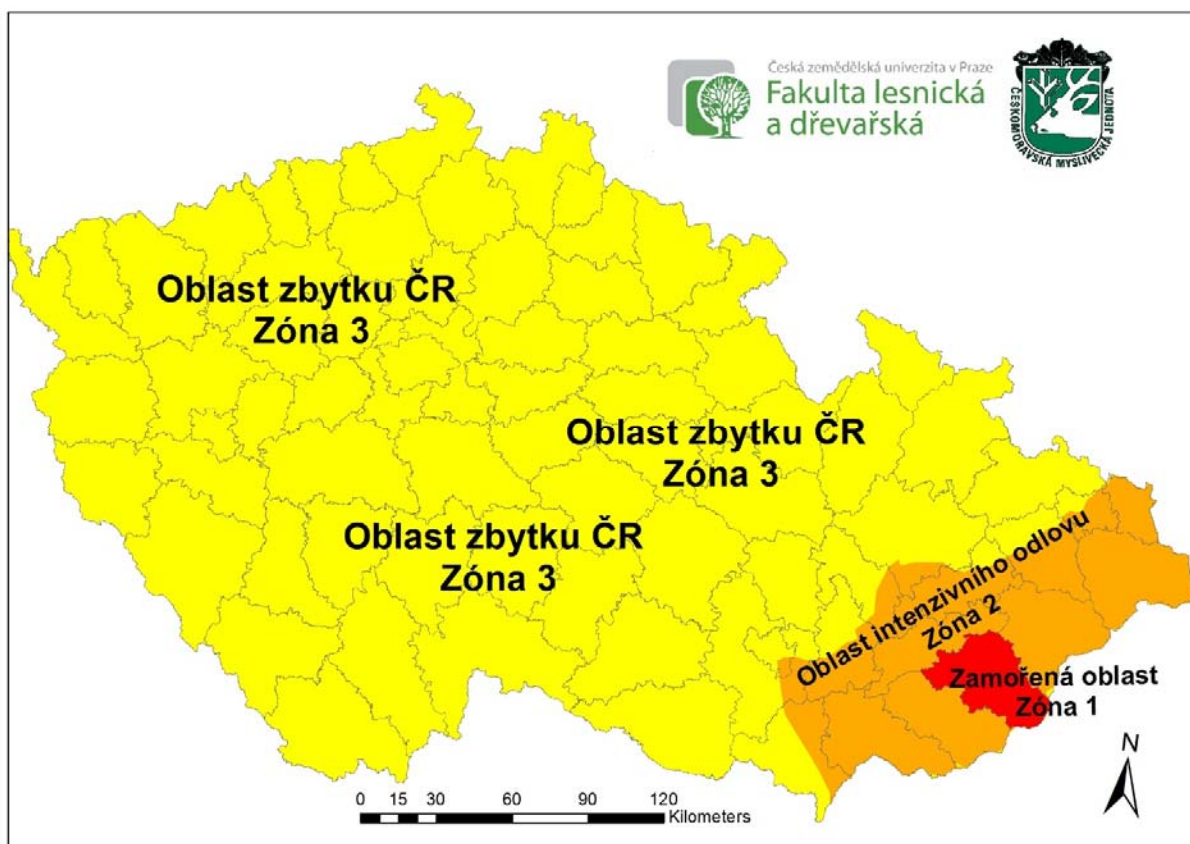 Česká zemědělská univerzita v Praze
Fakulta lesnická
a dřevařská
ČESKOMORAVSKÁ MYSLIVECKÁ JEDNOTA
Oblast zbytku ČR
Zóna 3
Oblast zbytku ČR
Zóna 3
Oblast zbytku ČR
Zóna 3
Oblast intenzivního odlovu
Zóna 2
Zamořená oblast
Zóna 1
N
0 15 30 60 90 120
Kilometers